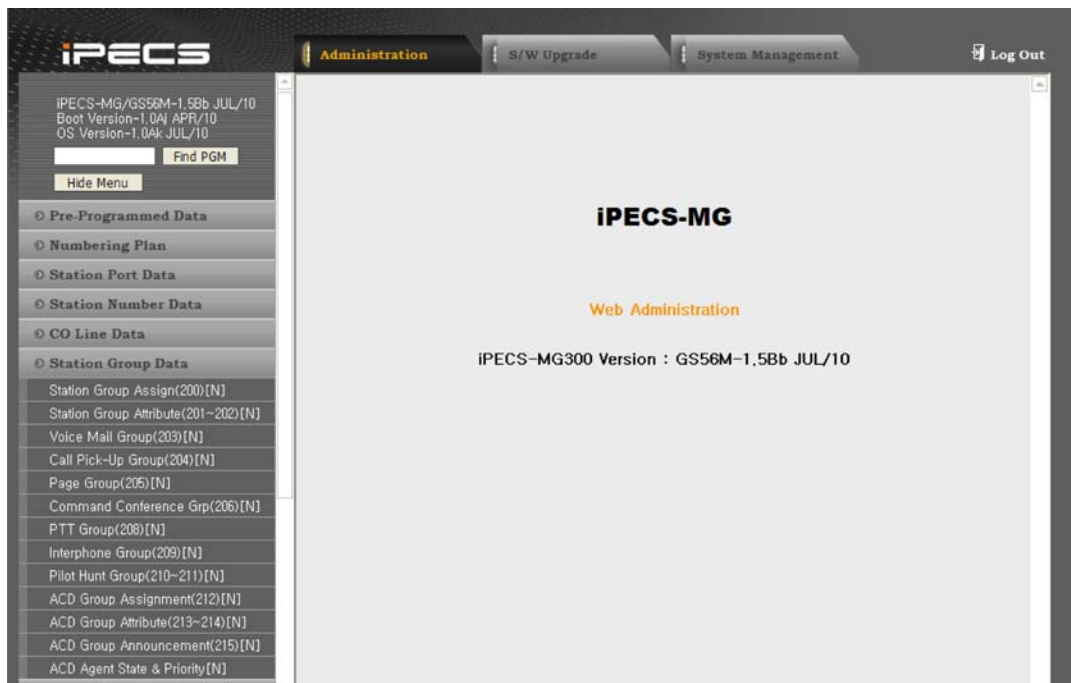 iPECS
Administration
S/W Upgrade
System Management
Log Out
iPECS-MG/GS56M-1.5Bb JUL/10
Boot Version-1.0Aj APR/10
OS Version-1.0Ak JUL/10
Find PGM
Hide Menu
Pre-Programmed Data
Numbering Plan
Station Port Data
Station Number Data
CO Line Data
Station Group Data
Station Group Assign(200)[N]
Station Group Attribute(201~202)[N]
Voice Mail Group(203)[N]
Call Pick-Up Group(204)[N]
Page Group(205)[N]
Command Conference Grp(206)[N]
PTT Group(208)[N]
Interphone Group(209)[N]
Pilot Hunt Group(210~211)[N]
ACD Group Assignment(212)[N]
ACD Group Attribute(213~214)[N]
ACD Group Announcement(215)[N]
ACD Agent State & Priority[N]
iPECS-MG
Web Administration
iPECS-MG300 Version : GS56M-1.5Bb JUL/10